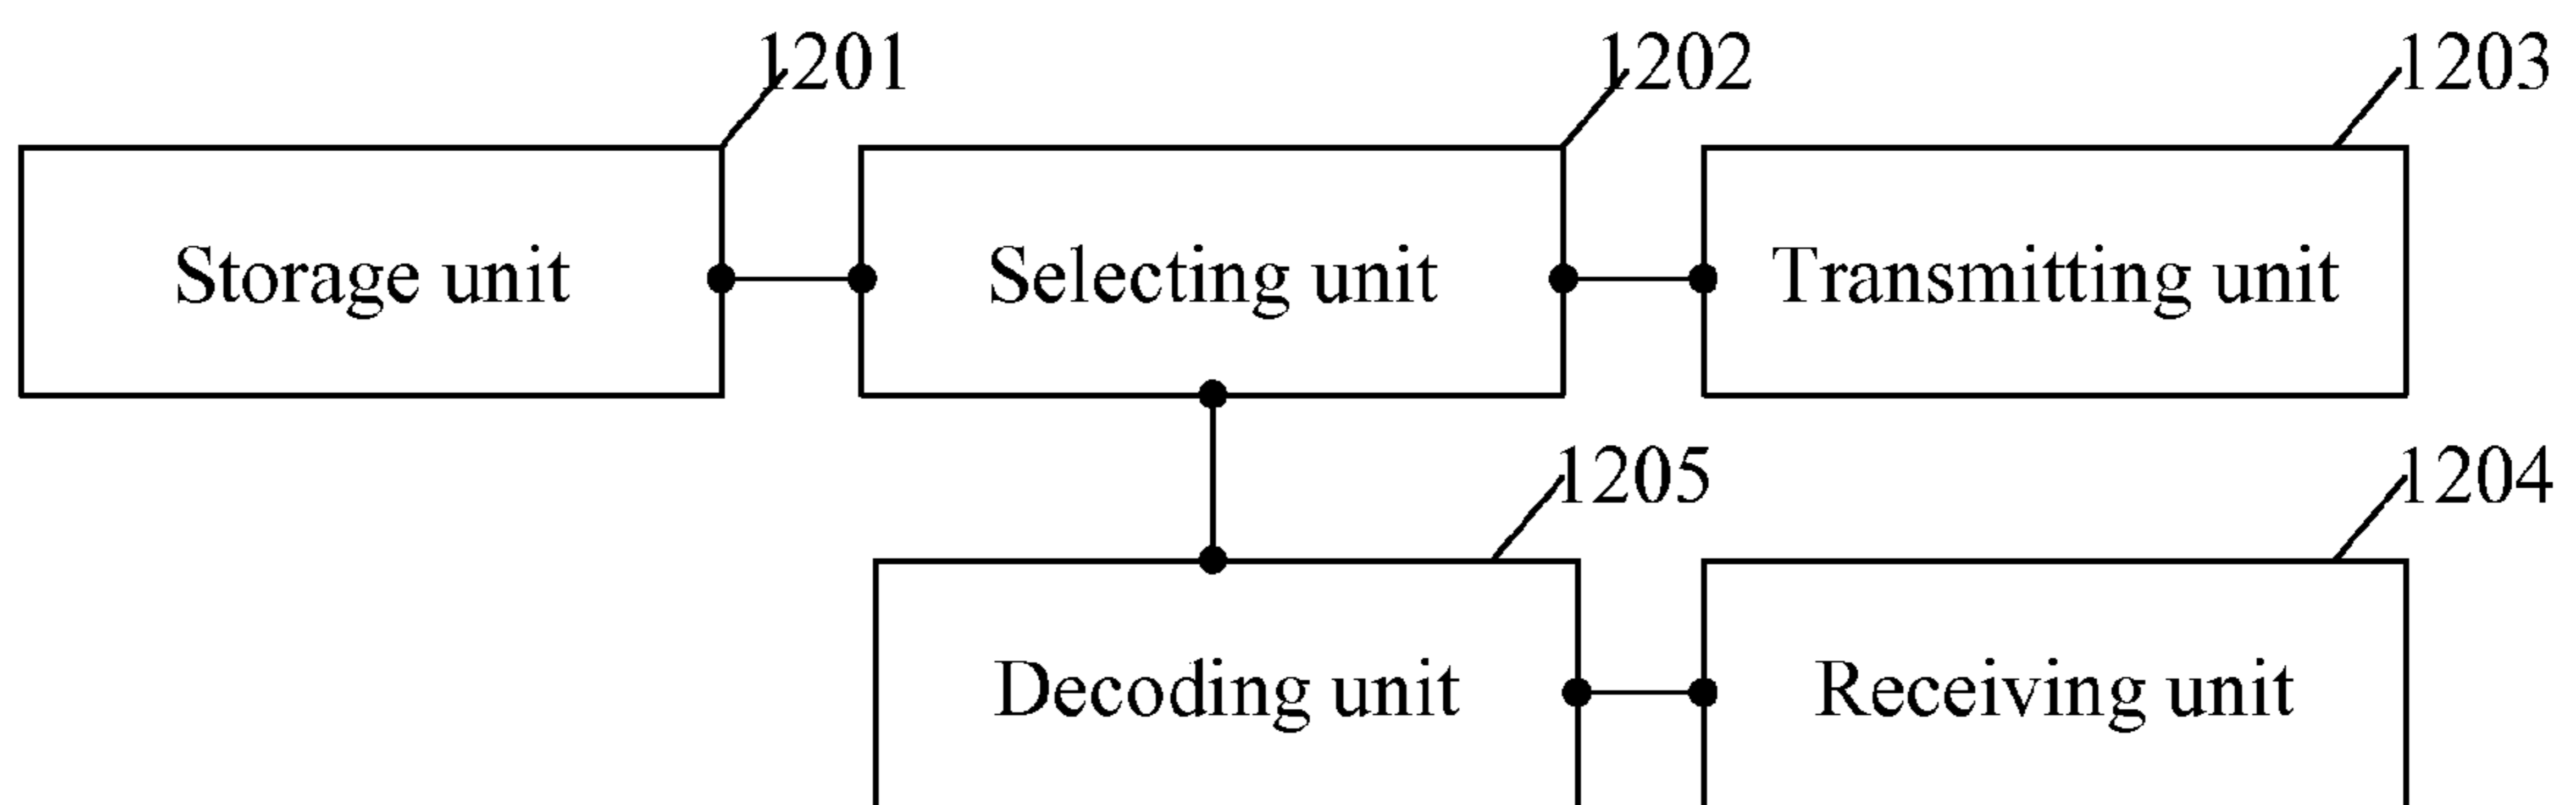 1201 1202 1203
Storage unit Selecting unit Transmitting unit
1205 1204
Decoding unit Receiving unit